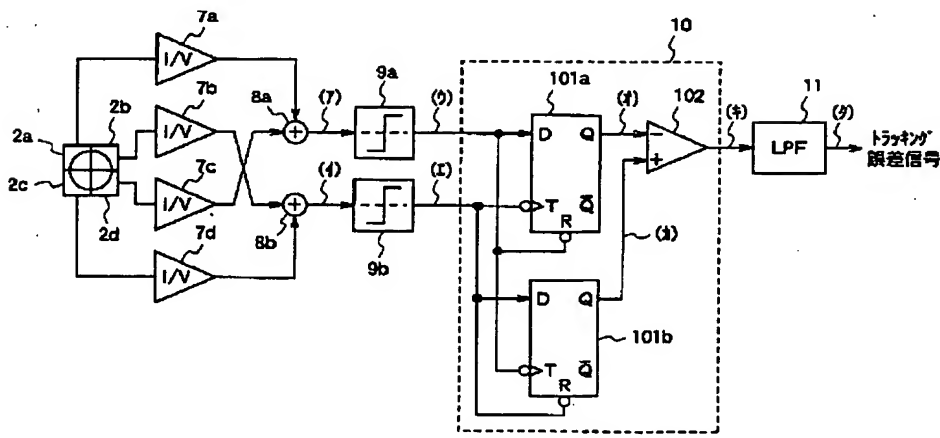 7a
I/V
7b
I/V
2b
2a
2c
2d
7c
I/V
7d
I/V
8a
+
(ア)
8b
+
(イ)
9a
(ウ)
9b
(エ)
10
101a
D Q
T Q̅
R
(オ)
101b
D Q
T Q̅
R
(カ)
102
−
+
(キ)
11
LPF
(ク)
トラッキング
誤差信号